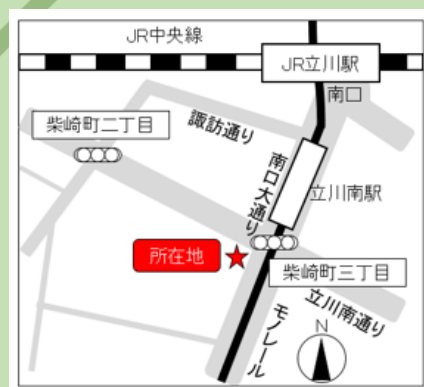 JR中央線
JR立川駅
南口
柴崎町二丁目
諏訪通り
南口大通り
立川南駅
所在地
柴崎町三丁目
立川南通り
モノレール
N